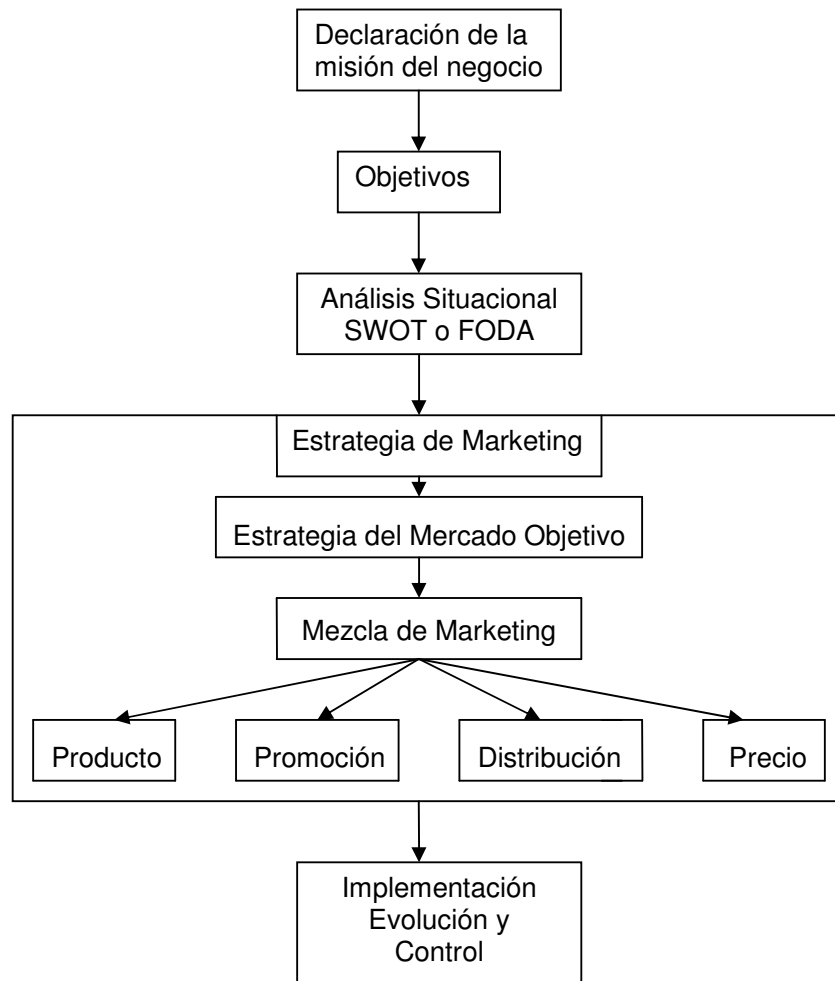 Declaración de la
misión del negocio
Objetivos
Análisis Situacional
SWOT o FODA
Estrategia de Marketing
Estrategia del Mercado Objetivo
Mezcla de Marketing
Producto
Promoción
Distribución
Precio
Implementación
Evolución y
Control